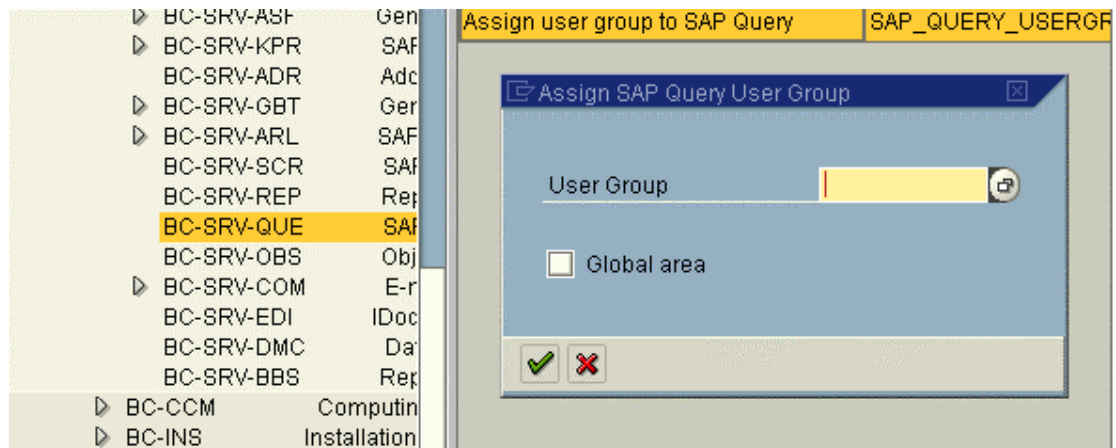 BC-SRV-ASF Gen
BC-SRV-KPR SAF
BC-SRV-ADR Adc
BC-SRV-GBT Ger
BC-SRV-ARL SAF
BC-SRV-SCR SAF
BC-SRV-REP Rep
BC-SRV-QUE SAF
BC-SRV-OBS Obj
BC-SRV-COM E-r
BC-SRV-EDI IDoc
BC-SRV-DMC Da
BC-SRV-BBS Rep
BC-CCM Computin
BC-INS Installation
Assign user group to SAP Query SAP_QUERY_USERGR
Assign SAP Query User Group
User Group
Global area